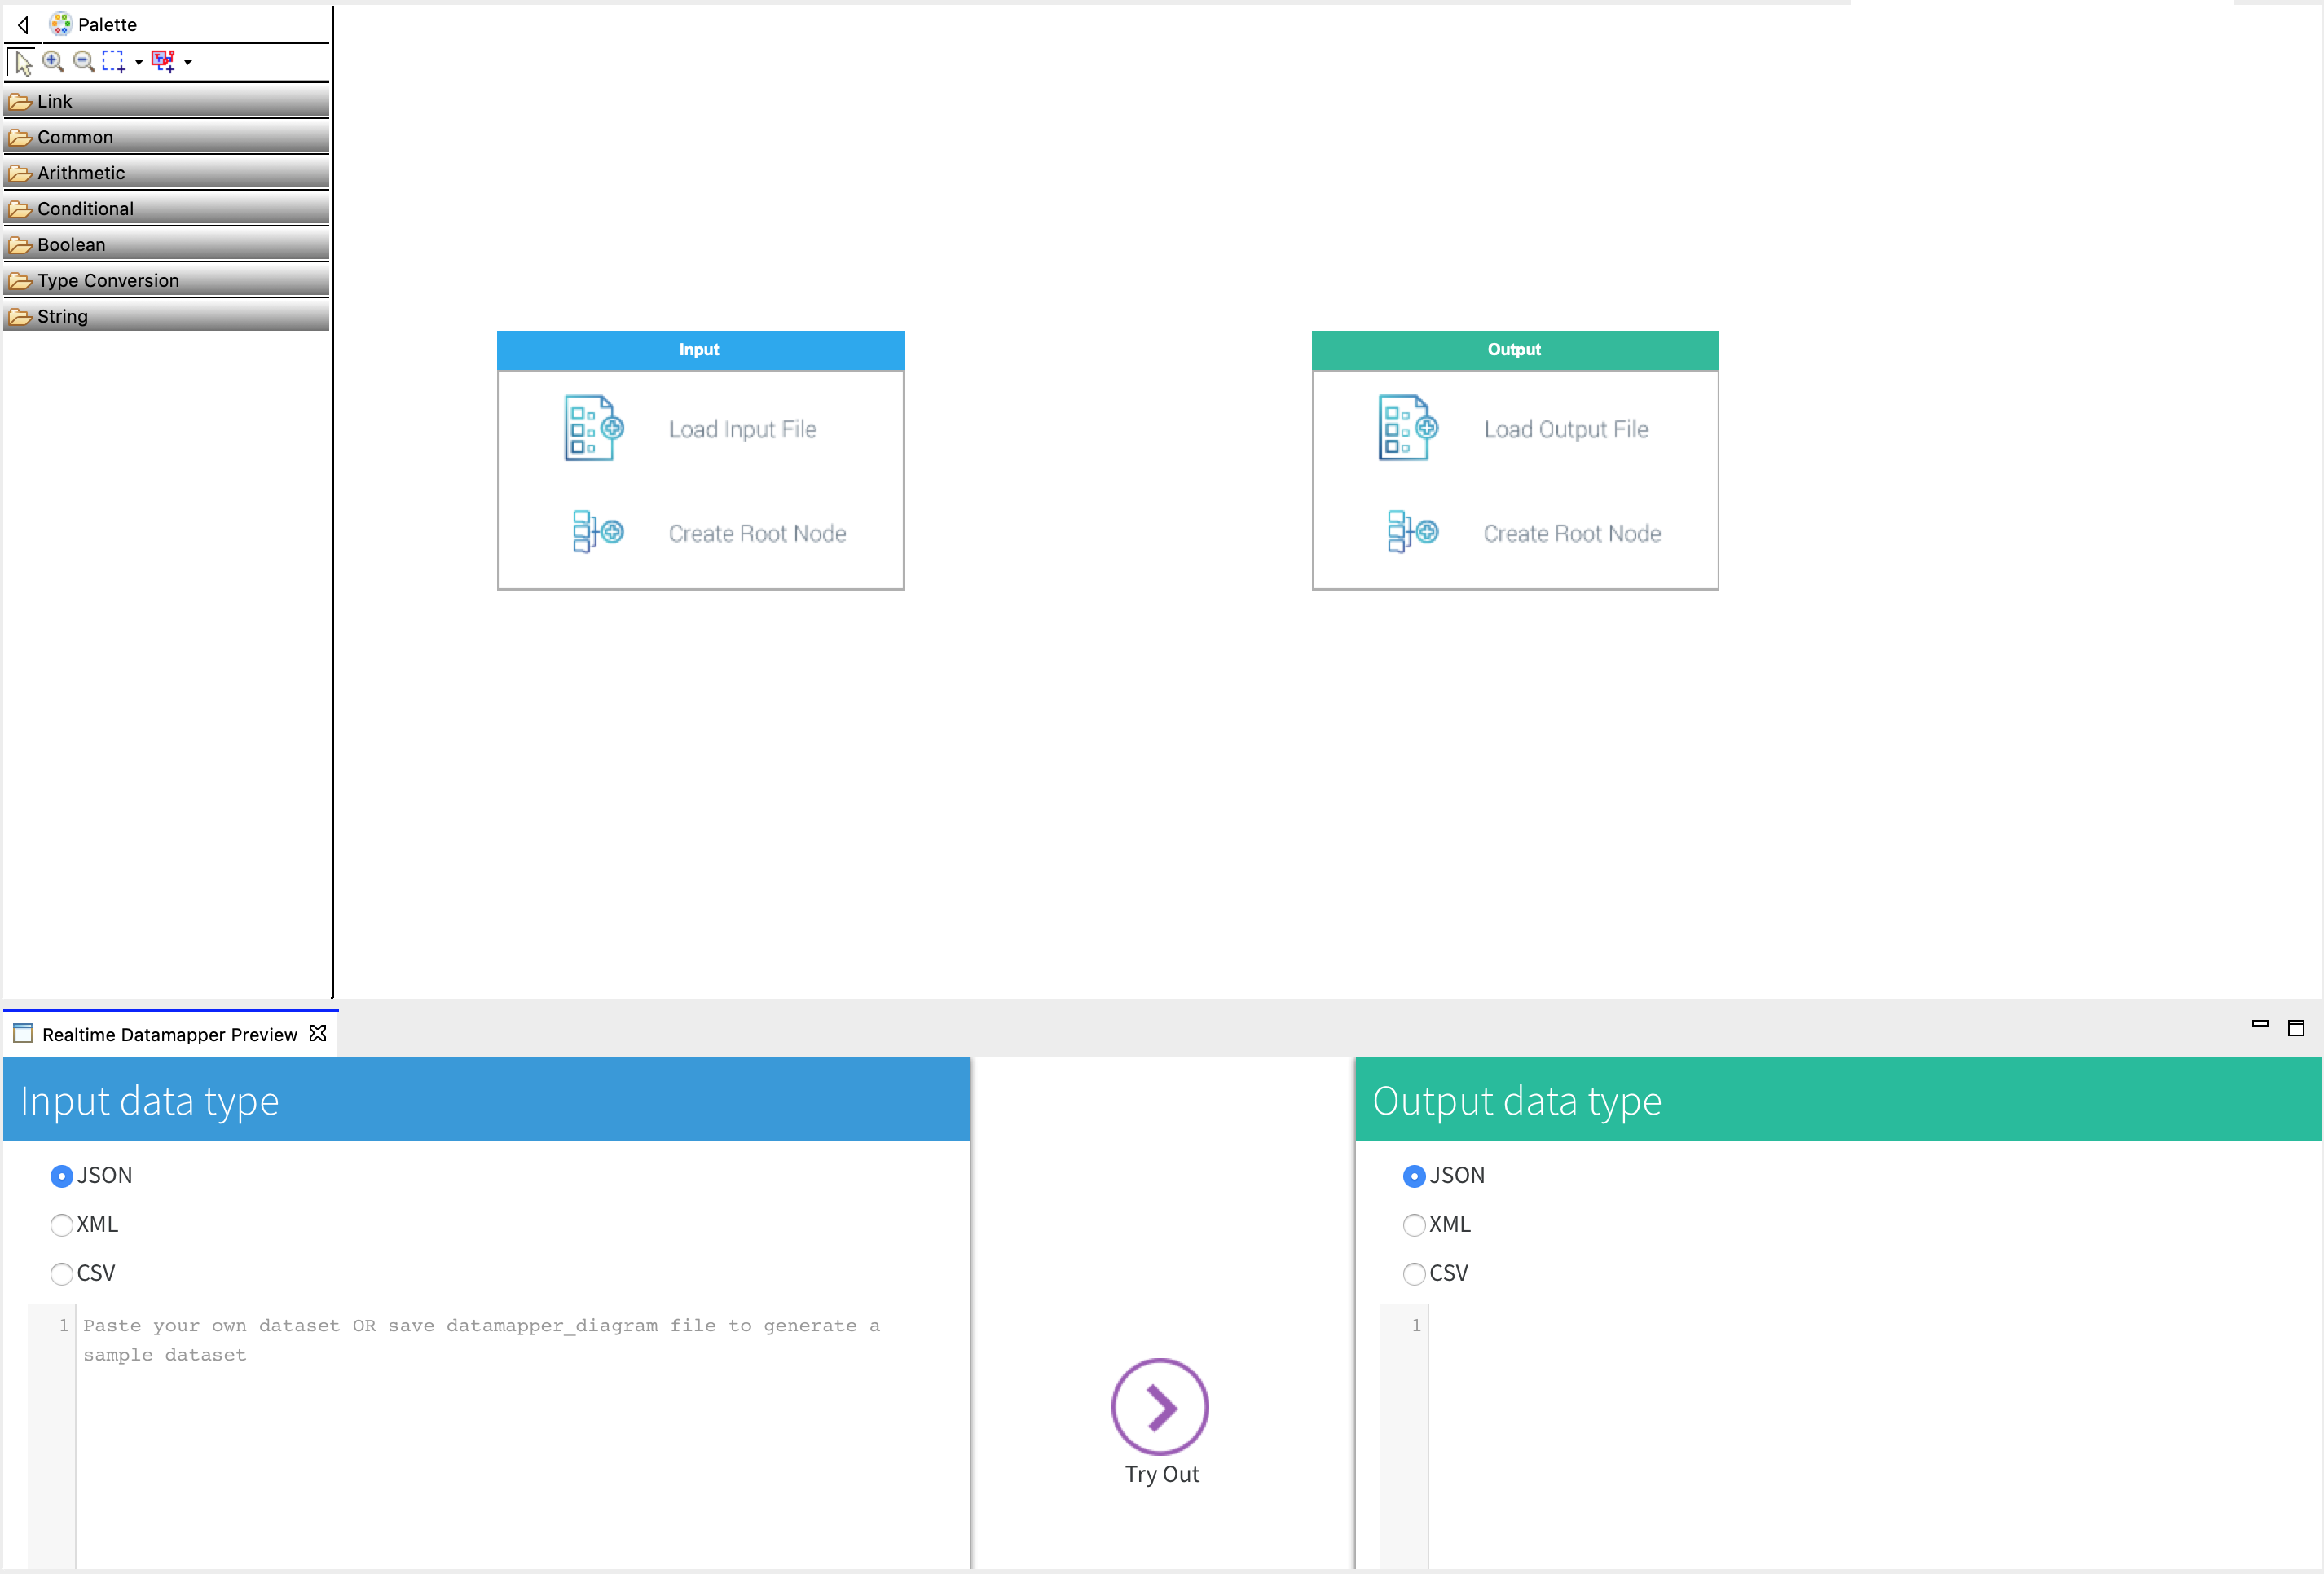 Palette
Link
Common
Arithmetic
Conditional
Boolean
Type Conversion
String
Input
Load Input File
Create Root Node
Output
Load Output File
Create Root Node
Realtime Datamapper Preview
Input data type
JSON
XML
CSV
1 Paste your own dataset OR save datamapper_diagram file to generate a
sample dataset
Try Out
Output data type
JSON
XML
CSV
1